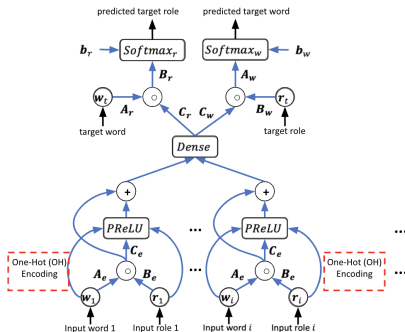 predicted target role predicted target word
b_r Softmax_r Softmax_w b_w
B_r A_w
w_t A_r C_r C_w B_w r_t
target word target role
Dense
+ +
PReLU ... PReLU ...
One-Hot (OH) Encoding C_e C_e One-Hot (OH) Encoding
A_e B_e ... A_e B_e ...
w_1 r_1 w_i r_i
Input word 1 Input role 1 Input word i Input role i